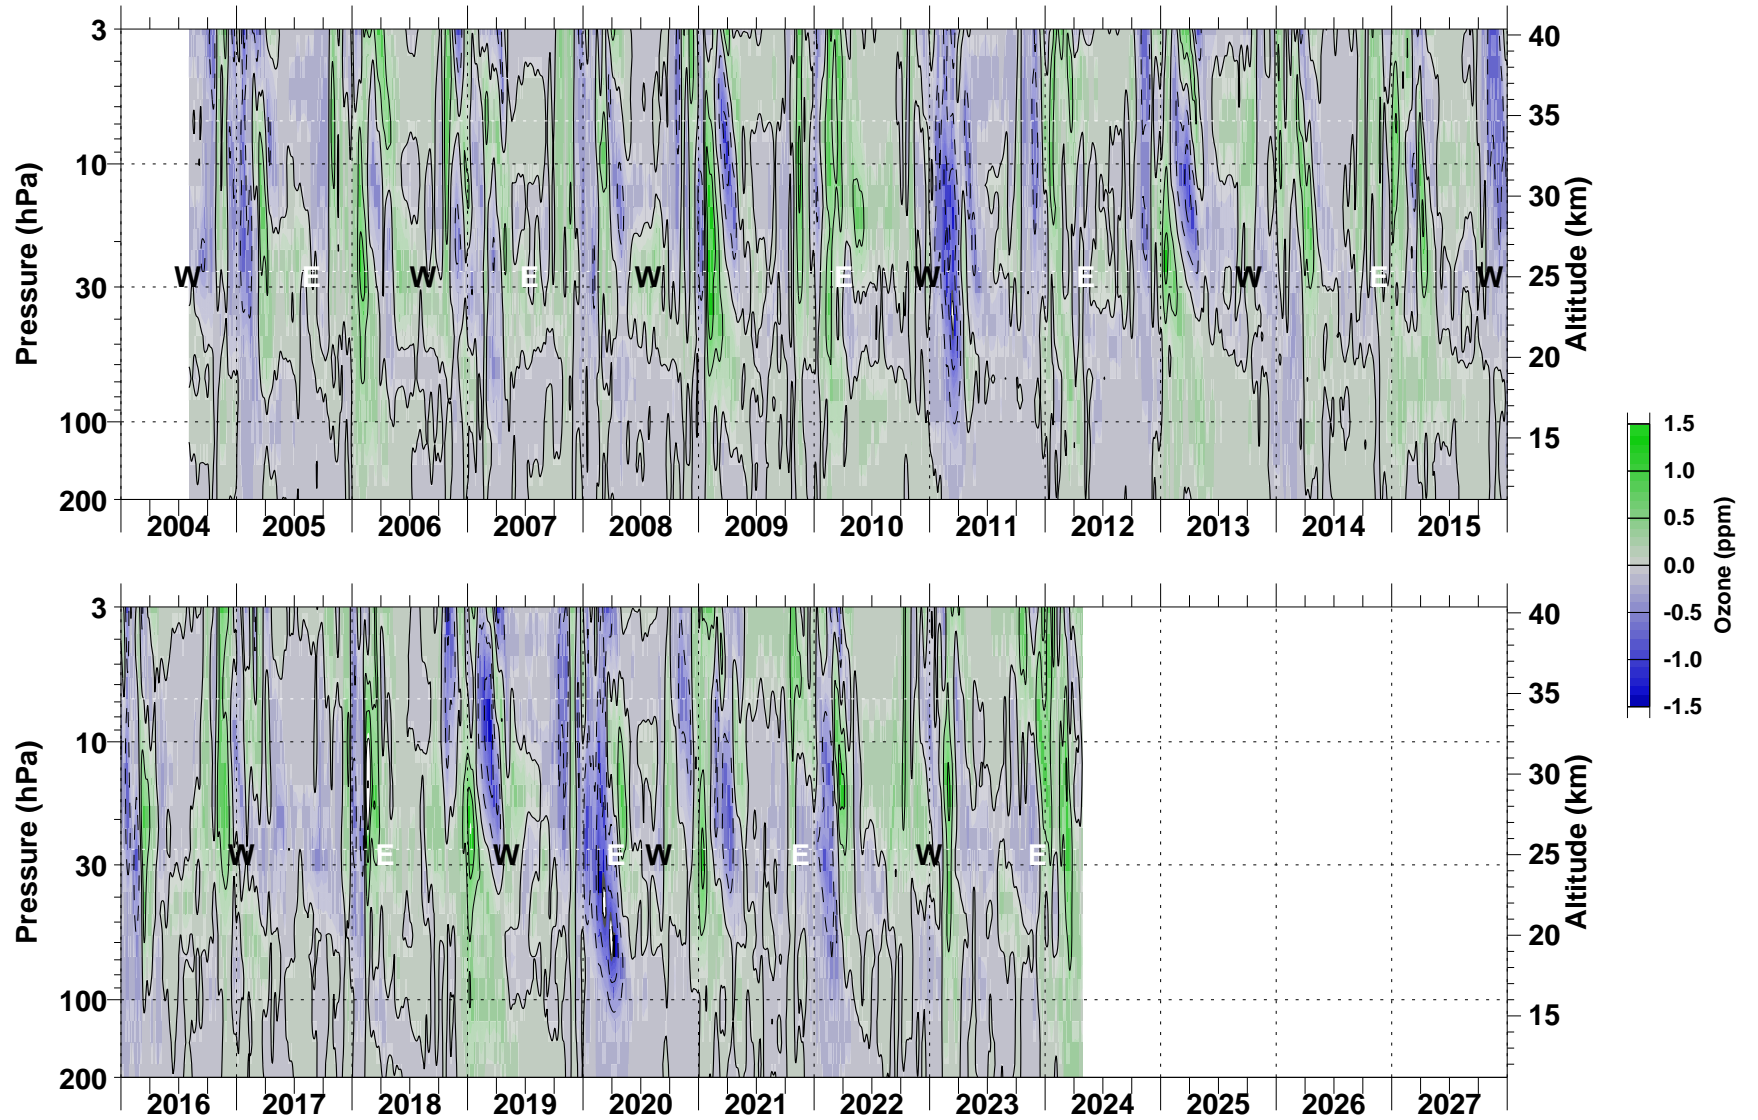 3 40
35
10
30
W E W E W E W E W E W
30 25
20
100
15
200
Pressure (hPa)
Altitude (km)
2004 2005 2006 2007 2008 2009 2010 2011 2012 2013 2014 2015
3 40
35
10
30
W E W E W E W E
30 25
20
100
15
200
Pressure (hPa)
Altitude (km)
2016 2017 2018 2019 2020 2021 2022 2023 2024 2025 2026 2027
1.5
1.0
0.5
0.0
-0.5
-1.0
-1.5
Ozone (ppm)